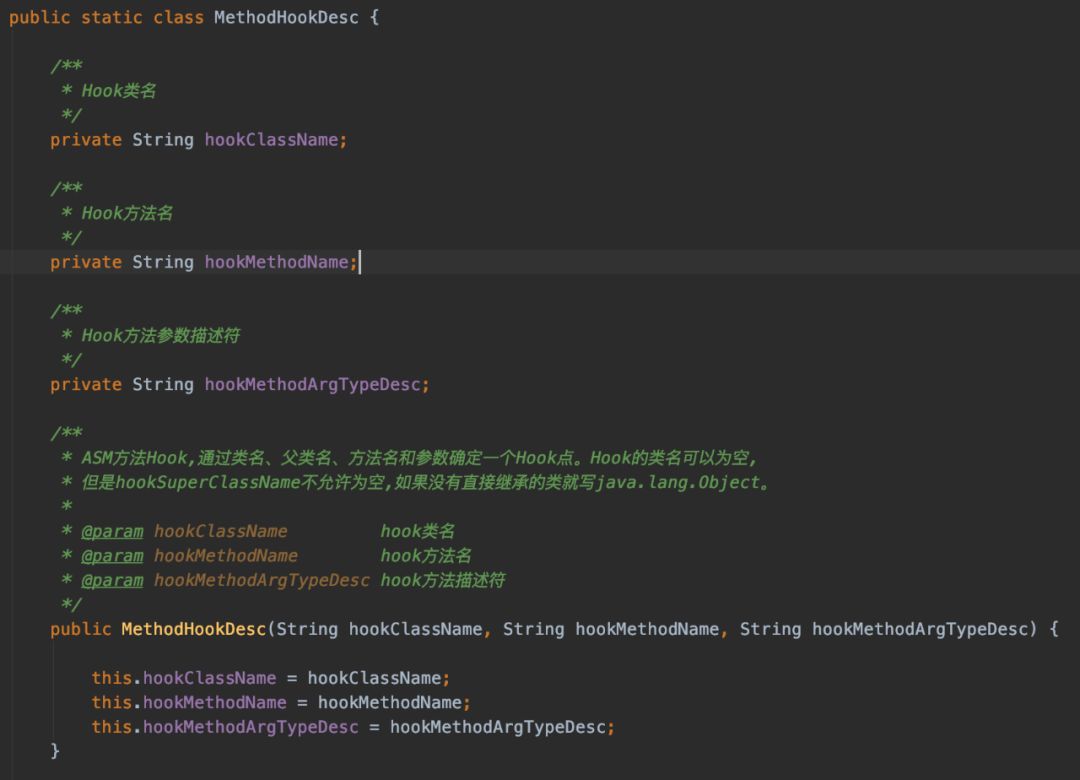 public static class MethodHookDesc {
/**
* Hook类名
*/
private String hookClassName;
/**
* Hook方法名
*/
private String hookMethodName;
/**
* Hook方法参数描述符
*/
private String hookMethodArgTypeDesc;
/**
* ASM方法Hook,通过类名、父类名、方法名和参数确定一个Hook点。Hook的类名可以为空,
* 但是hookSuperClassName不允许为空,如果没有直接继承的类就写java.lang.Object。
*
* @param hookClassName hook类名
* @param hookMethodName hook方法名
* @param hookMethodArgTypeDesc hook方法描述符
*/
public MethodHookDesc(String hookClassName, String hookMethodName, String hookMethodArgTypeDesc) {
this.hookClassName = hookClassName;
this.hookMethodName = hookMethodName;
this.hookMethodArgTypeDesc = hookMethodArgTypeDesc;
}